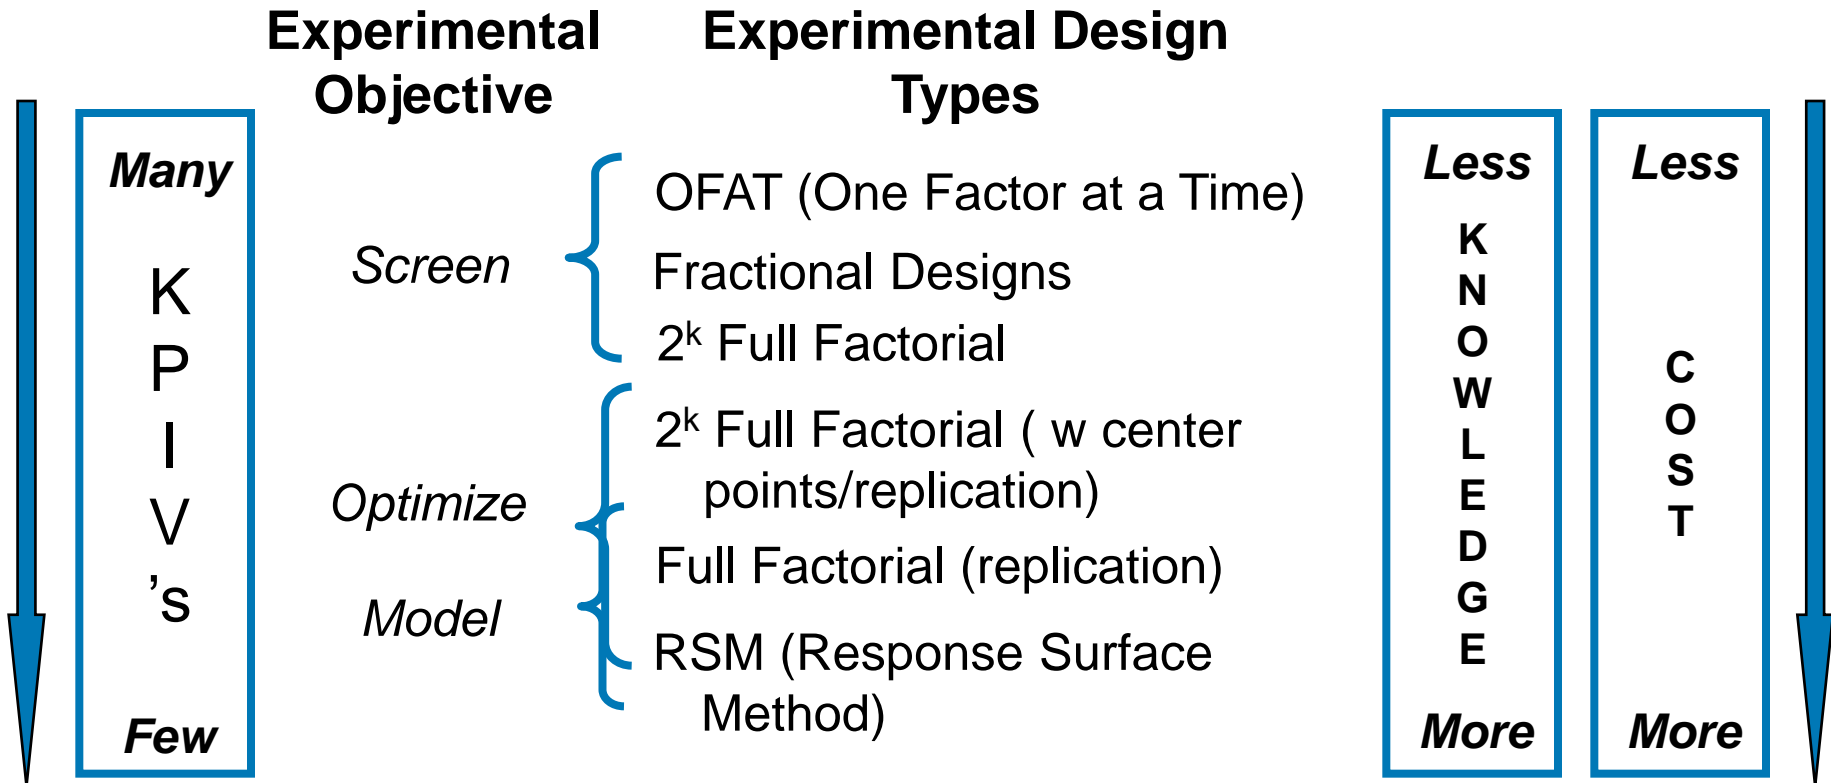 Experimental
Objective
Experimental Design
Types
Many
K
P
I
V
’s
Few
Screen
Optimize
Model
OFAT (One Factor at a Time)
Fractional Designs
2ᵏ Full Factorial
2ᵏ Full Factorial ( w center
points/replication)
Full Factorial (replication)
RSM (Response Surface
Method)
Less
K
N
O
W
L
E
D
G
E
More
Less
C
O
S
T
More